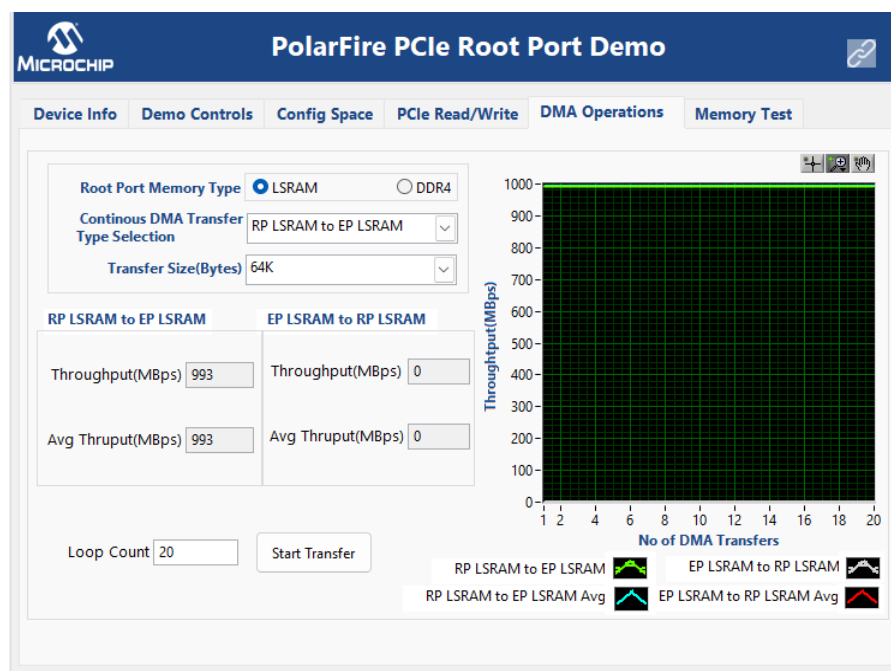 PolarFire PCIe Root Port Demo
MICROCHIP
Device Info Demo Controls Config Space PCIe Read/Write DMA Operations Memory Test
Root Port Memory Type LSRAM DDR4
Continous DMA Transfer Type Selection RP LSRAM to EP LSRAM
Transfer Size(Bytes) 64K
RP LSRAM to EP LSRAM EP LSRAM to RP LSRAM
Throughput(MBps) 993 Throughput(MBps) 0
Avg Thruput(MBps) 993 Avg Thruput(MBps) 0
Loop Count 20 Start Transfer
Throughtput(MBps)
1000
900
800
700
600
500
400
300
200
100
0
1 2 4 6 8 10 12 14 16 18 20
No of DMA Transfers
RP LSRAM to EP LSRAM EP LSRAM to RP LSRAM
RP LSRAM to EP LSRAM Avg EP LSRAM to RP LSRAM Avg